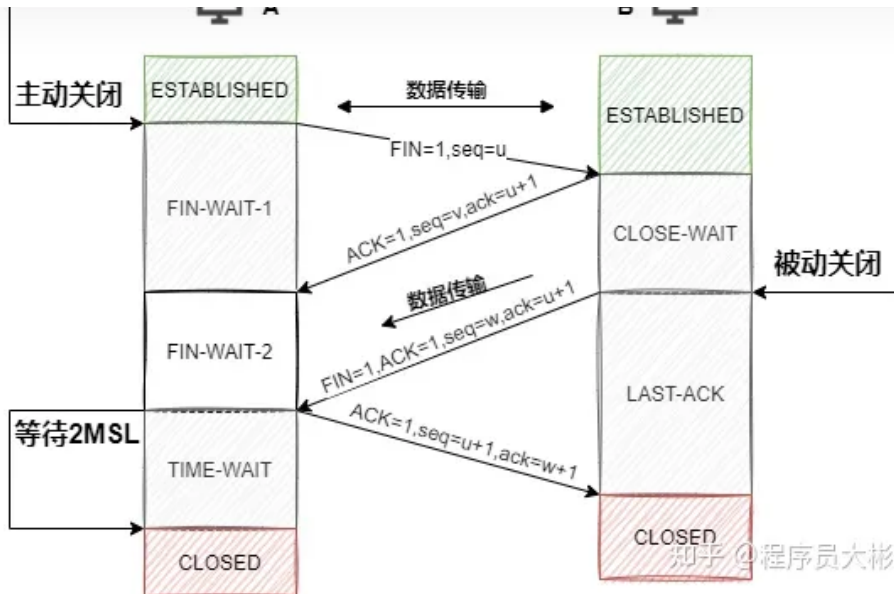 A
B
主动关闭
ESTABLISHED
数据传输
ESTABLISHED
FIN=1,seq=u
FIN-WAIT-1
ACK=1,seq=v,ack=u+1
CLOSE-WAIT
被动关闭
数据传输
FIN=1,ACK=1,seq=w,ack=u+1
FIN-WAIT-2
LAST-ACK
等待2MSL
ACK=1,seq=u+1,ack=w+1
TIME-WAIT
CLOSED
CLOSED
知乎 @程序员大彬